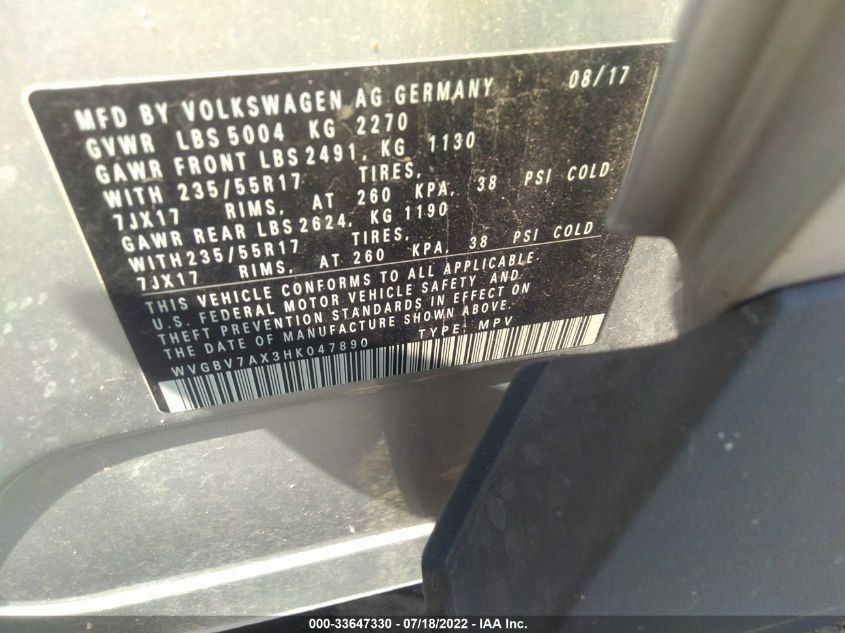 MFD BY VOLKSWAGEN AG GERMANY 08/17
GVWR LBS 5004 KG 2270
GAWR FRONT LBS 2491, KG 1130
WITH 235/55R17 TIRES,
7JX17 RIMS, AT 260 KPA, 38 PSI COLD
GAWR REAR LBS 2624, KG 1190
WITH 235/55R17 TIRES,
7JX17 RIMS, AT 260 KPA, 38 PSI COLD
THIS VEHICLE CONFORMS TO ALL APPLICABLE
U.S. FEDERAL MOTOR VEHICLE SAFETY, AND
THEFT PREVENTION STANDARDS IN EFFECT ON
THE DATE OF MANUFACTURE SHOWN ABOVE.
WVGBV7AX3HK047890 TYPE: MPV
000-33647330 - 07/18/2022 - IAA Inc.